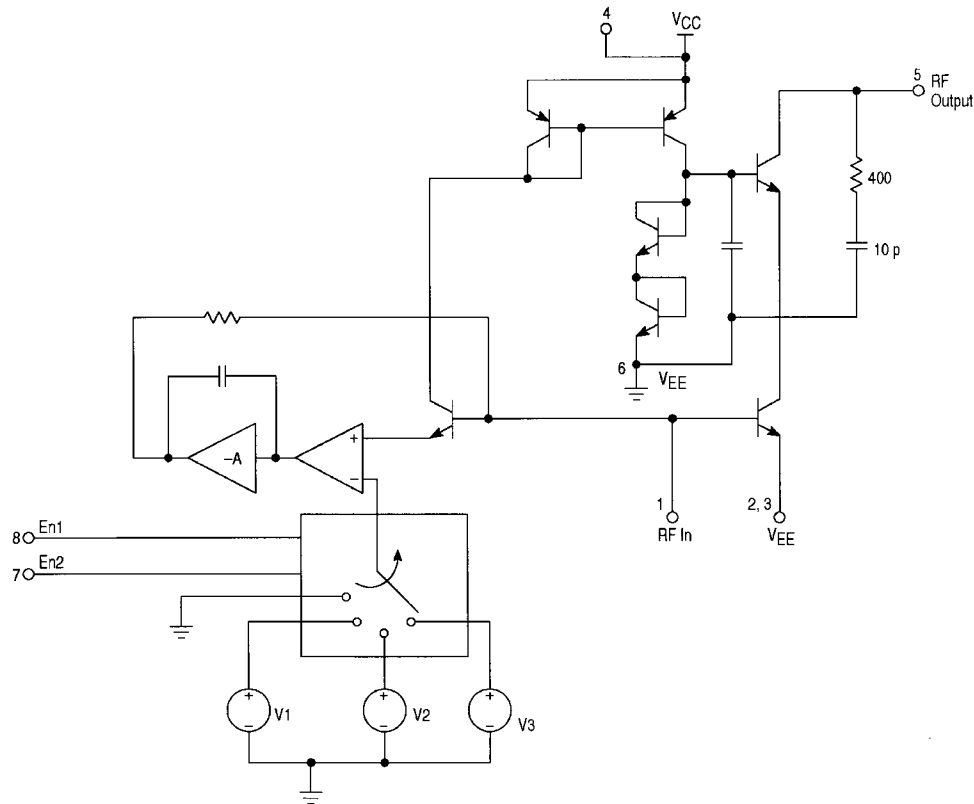 4
VCC
5 RF
Output
400
10 p
6
VEE
–A
+
–
1
RF In
2, 3
VEE
8 En1
7 En2
+
–
V1
+
–
V2
+
–
V3